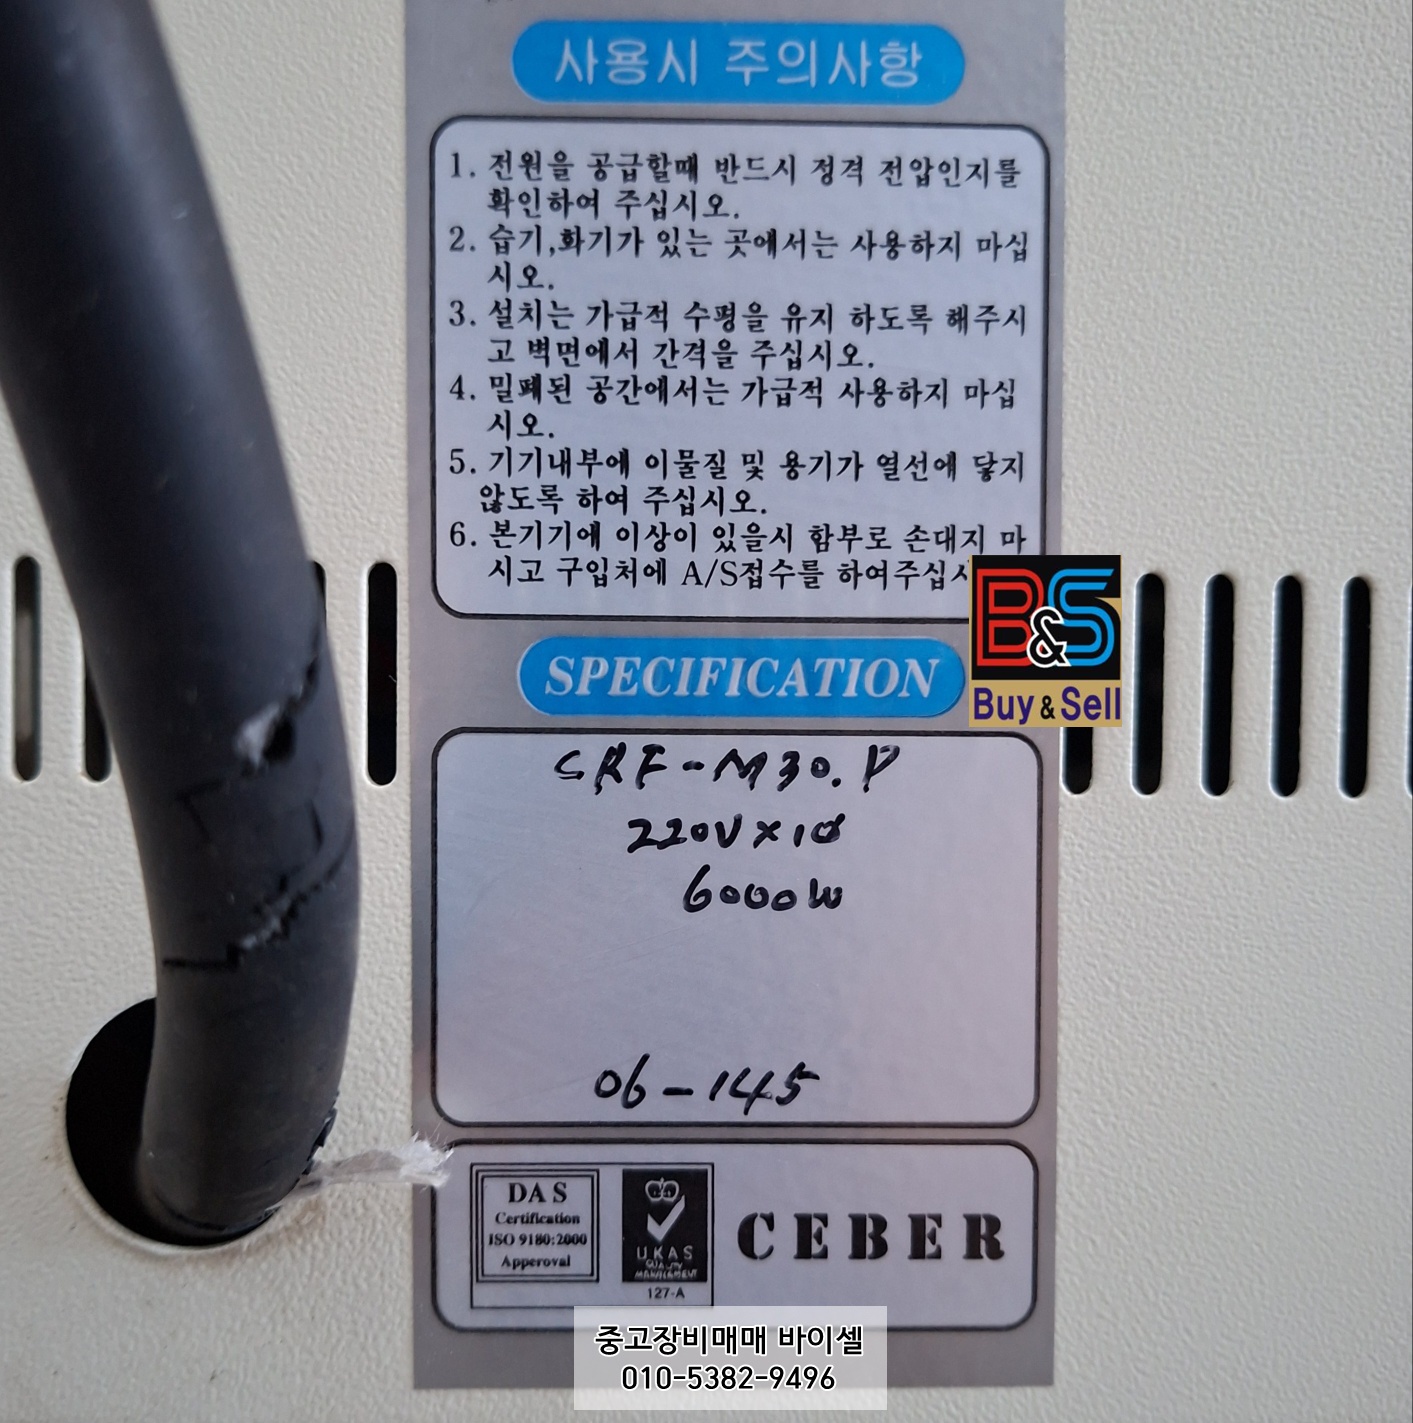 사용시 주의사항
1. 전원을 공급할때 반드시 정격 전압인지를
확인하여 주십시오.
2. 습기,화기가 있는 곳에서는 사용하지 마십
시오.
3. 설치는 가급적 수평을 유지 하도록 해주시
고 벽면에서 간격을 주십시오.
4. 밀폐된 공간에서는 가급적 사용하지 마십
시오.
5. 기기내부에 이물질 및 용기가 열선에 닿지
않도록 하여 주십시오.
6. 본기기에 이상이 있을시 함부로 손대지 마
시고 구입처에 A/S접수를 하여주십시
B&S
Buy & Sell
SPECIFICATION
CRF-M30.P
220V×1Ø
6000W
06-145
DAS
Certification
ISO 9180:2000
Apperoval
UKAS
QUALITY
MANAGEMENT
127-A
CEBER
중고장비매매 바이셀
010-5382-9496